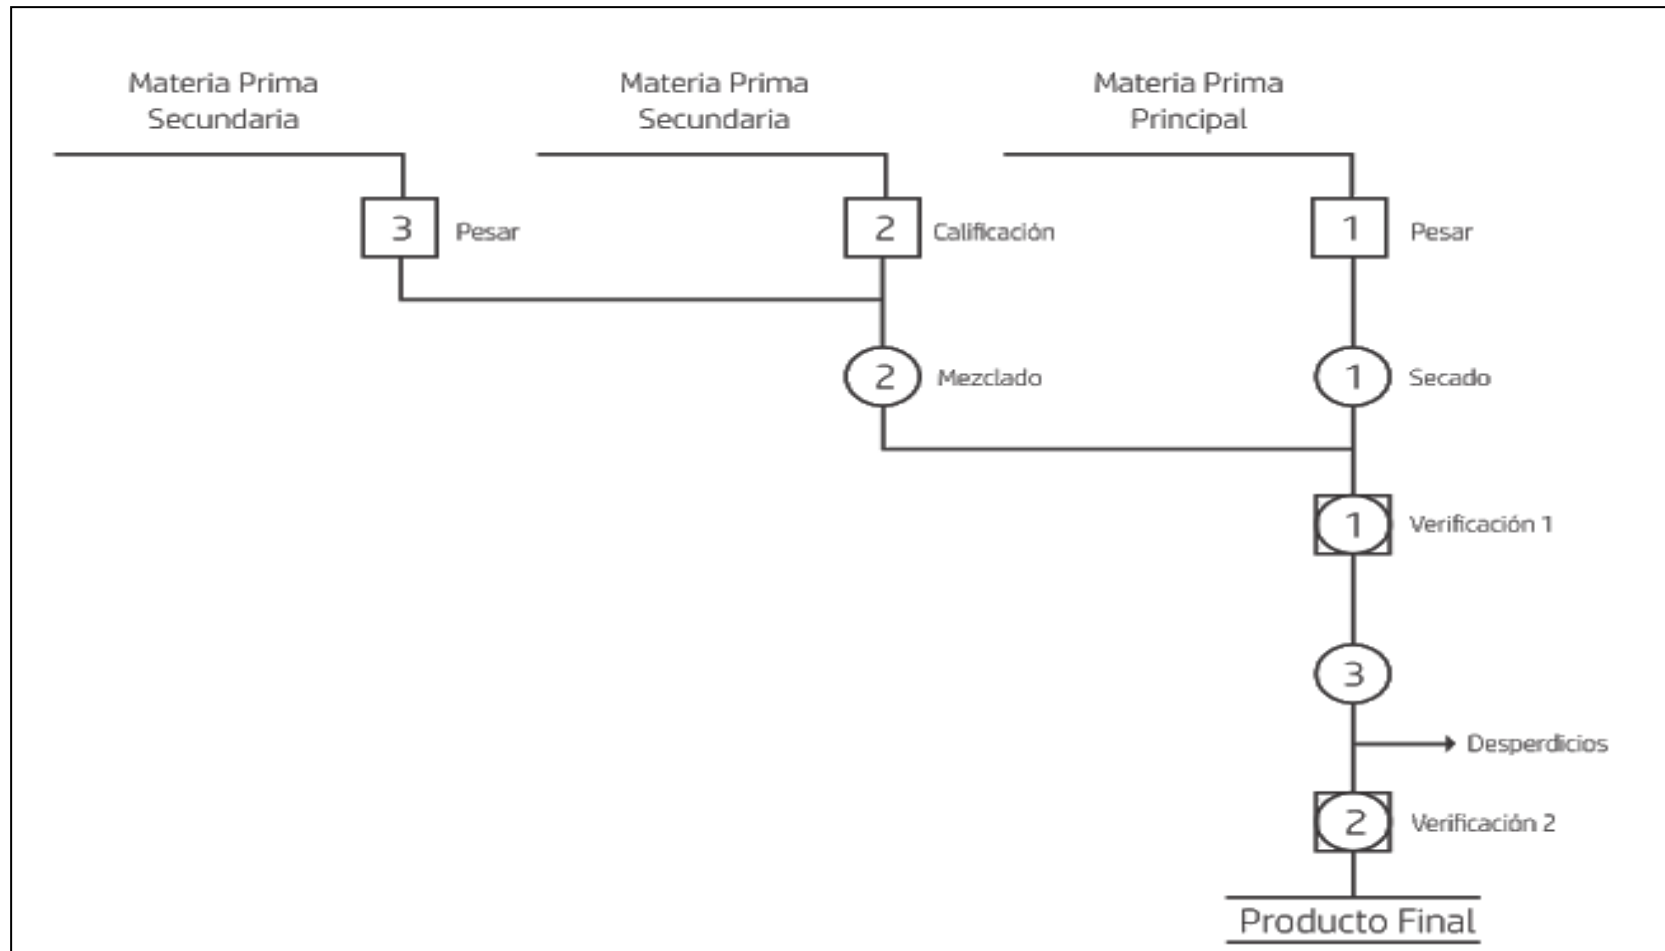 Materia Prima
Secundaria
Materia Prima
Secundaria
Materia Prima
Principal
3 Pesar
2 Calificación
1 Pesar
2 Mezclado
1 Secado
1 Verificación 1
3
Desperdicios
2 Verificación 2
Producto Final